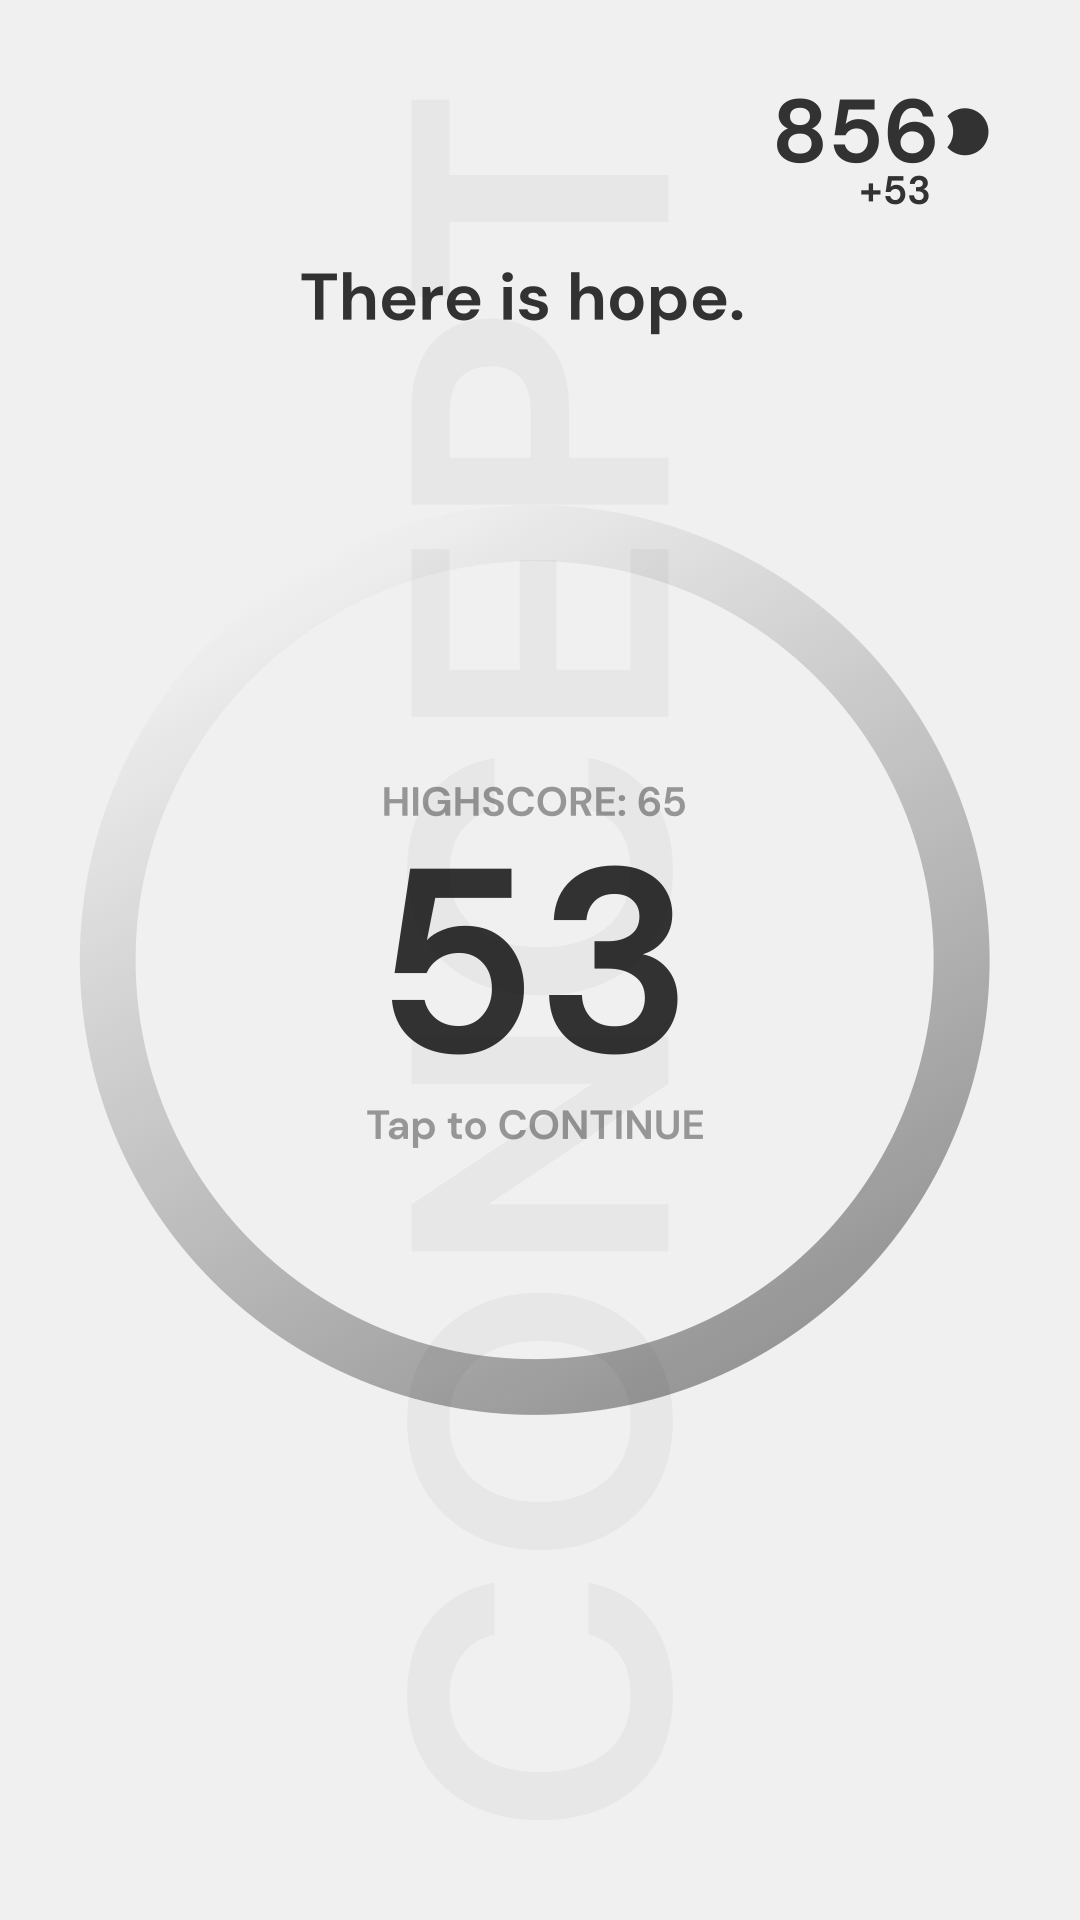 856
+53
There is hope.
HIGHSCORE: 65
53
Tap to CONTINUE
CONCEPT